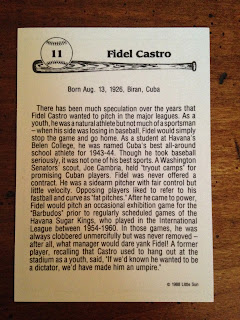 11
Fidel Castro
Born Aug. 13, 1926, Biran, Cuba
There has been much speculation over the years that
Fidel Castro wanted to pitch in the major leagues. As a
youth, he was a natural athlete but not much of a sportsman
— when his side was losing in baseball, Fidel would simply
stop the game and go home. As a student at Havana's
Belen College, he was named Cuba's best all-around
school athlete for 1943-44. Though he took baseball
seriously, it was not one of his best sports. A Washington
Senators scout, Joe Cambria, held "tryout camps" for
promising Cuban players. Fidel was never offered a
contract. He was a sidearm pitcher with fair control but
little velocity. Opposing players liked to refer to his
fastball and curve as "fat pitches." After he came to power,
Fidel would pitch an occasional exhibition game for the
"Barbudos" prior to regularly scheduled games of the
Havana Sugar Kings, who played in the International
League between 1954-1960. In those games, he was
always clobbered unmercifully but was never removed —
after all, what manager would dare yank Fidel! A former
player, recalling that Castro used to hang out at the
stadium as a youth, said, "If we'd known he wanted to be
a dictator, we'd have made him an umpire."